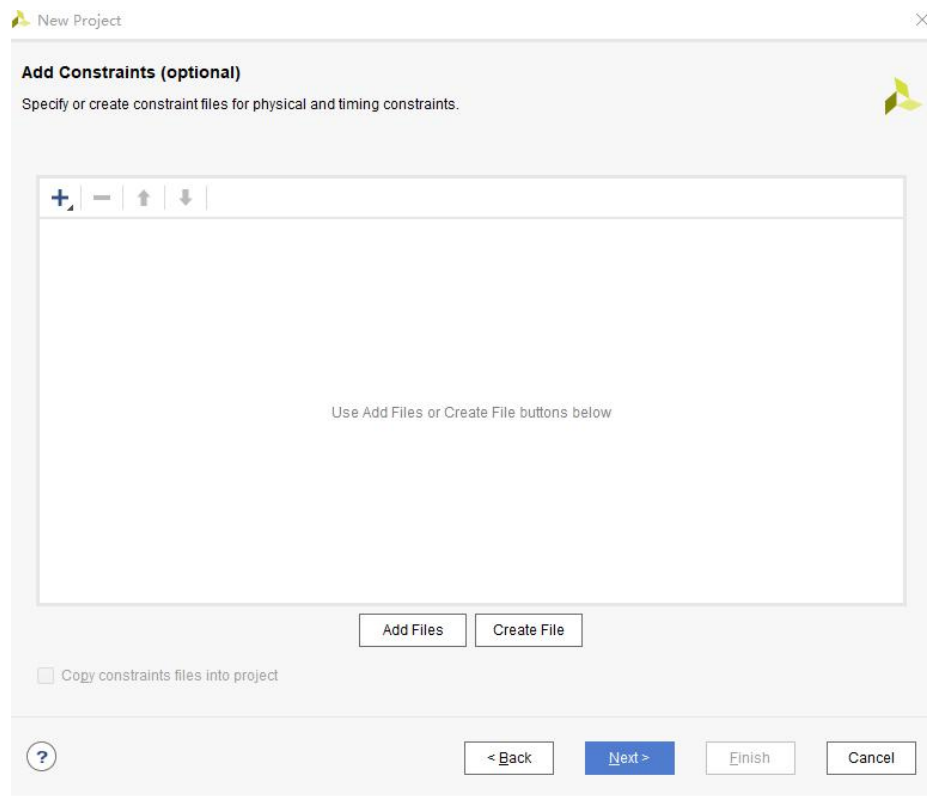 New Project
Add Constraints (optional)
Specify or create constraint files for physical and timing constraints.
Use Add Files or Create File buttons below
Add Files Create File
Copy constraints files into project
? < Back Next > Finish Cancel